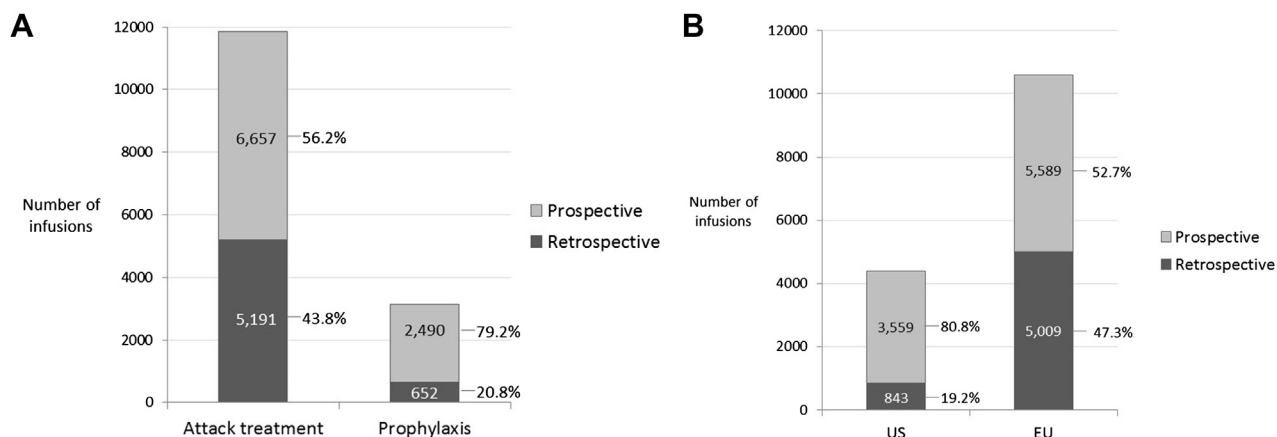 A
12000
10000
8000
6000
4000
2000
0
Number of
infusions
6,657
56.2%
5,191
43.8%
2,490
79.2%
652
20.8%
Attack treatment
Prophylaxis
Prospective
Retrospective
B
12000
10000
8000
6000
4000
2000
0
Number of
infusions
3,559
80.8%
843
19.2%
5,589
52.7%
5,009
47.3%
US
EU
Prospective
Retrospective